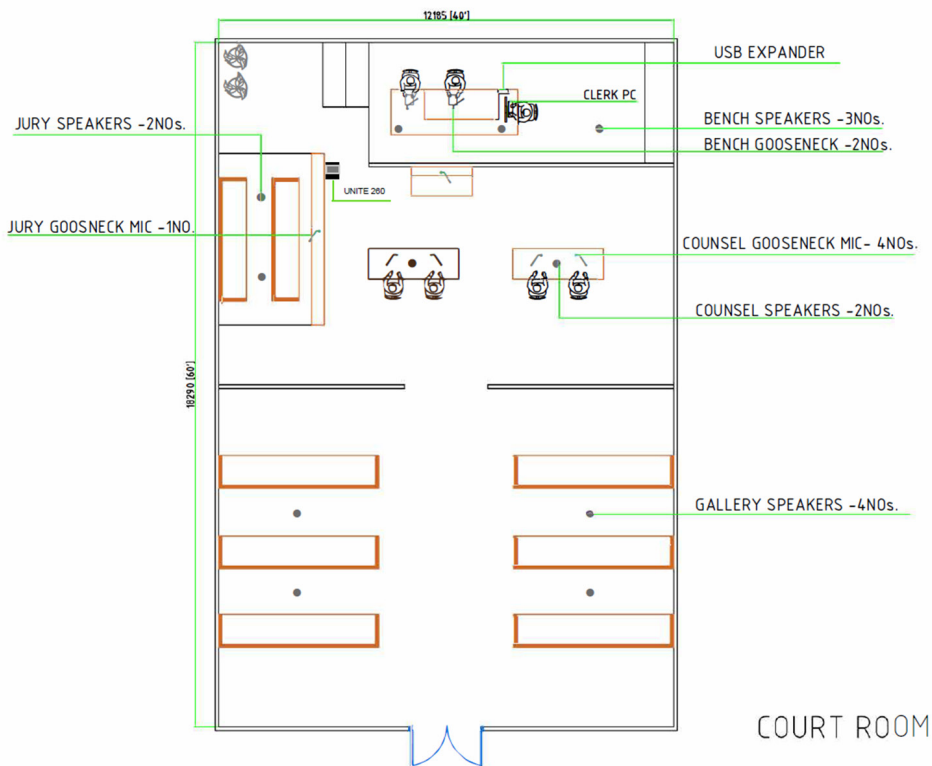 12185 [40']
USB EXPANDER
CLERK PC
JURY SPEAKERS -2NOs.
BENCH SPEAKERS -3NOs.
BENCH GOOSENECK -2NOs.
UNITE 260
JURY GOOSNECK MIC -1NO.
COUNSEL GOOSENECK MIC- 4NOs.
COUNSEL SPEAKERS -2NOs.
18290 [60']
GALLERY SPEAKERS -4NOs.
COURT ROOM